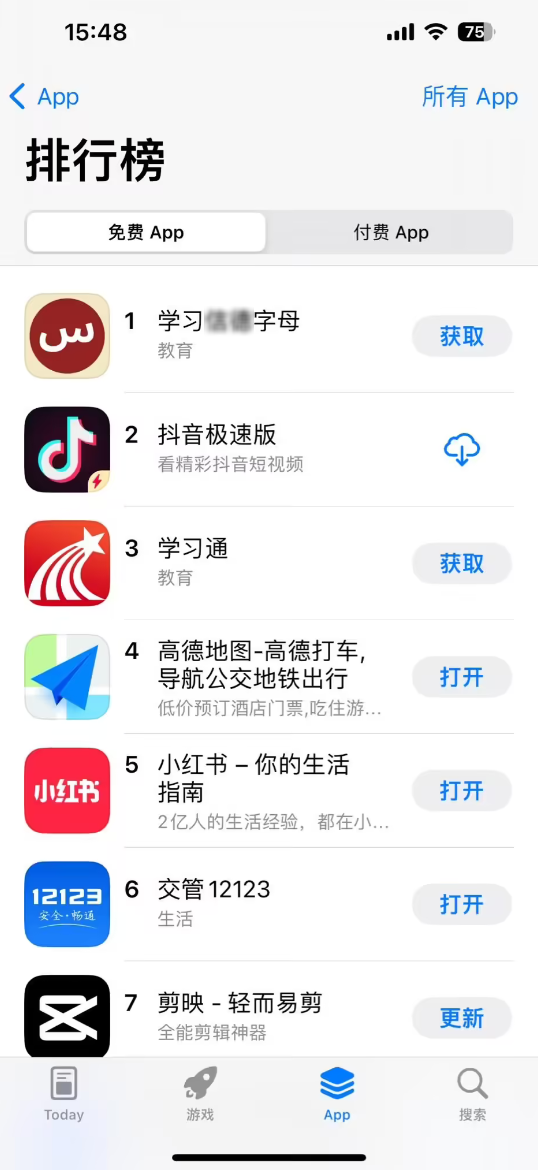 15:48
75
App
所有 App
排行榜
免费 App
付费 App
س
1
学习
字母
教育
获取
2
抖音极速版
看精彩抖音短视频
3
学习通
教育
获取
4
高德地图-高德打车,
导航公交地铁出行
低价预订酒店门票,吃住游...
打开
小红书
5
小红书 – 你的生活
指南
2亿人的生活经验，都在小...
打开
12123
安全·畅通
6
交管 12123
生活
打开
7
剪映 - 轻而易剪
全能剪辑神器
更新
Today
游戏
App
搜索